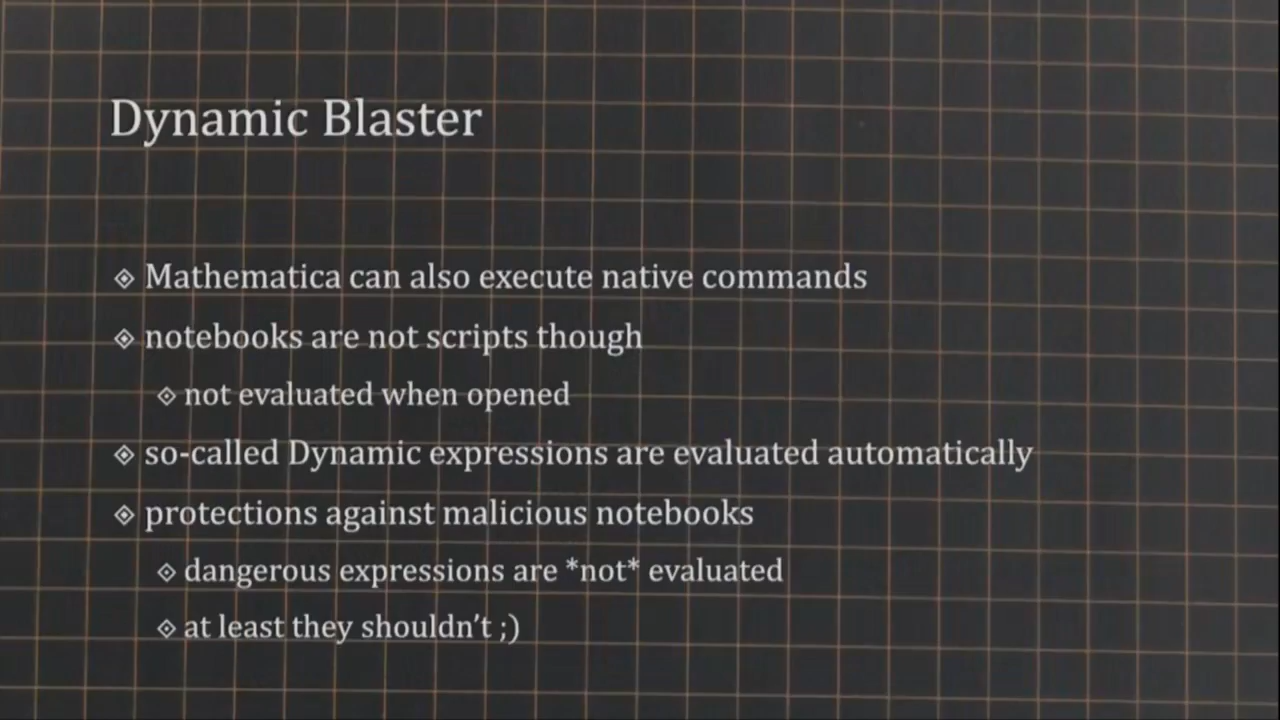 Dynamic Blaster
Mathematica can also execute native commands
notebooks are not scripts though
not evaluated when opened
so-called Dynamic expressions are evaluated automatically
protections against malicious notebooks
dangerous expressions are *not* evaluated
at least they shouldn’t ;)